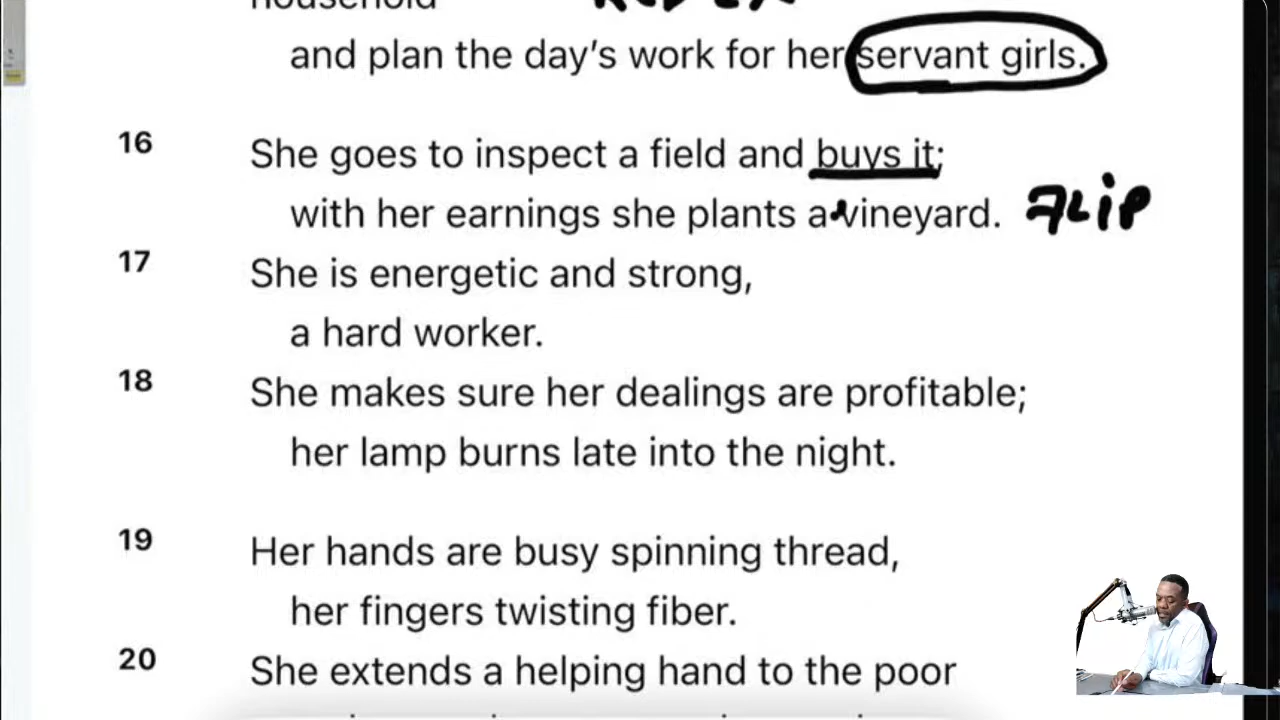 household
and plan the day's work for her servant girls.
16 She goes to inspect a field and buys it;
with her earnings she plants a vineyard. FLIP
17 She is energetic and strong,
a hard worker.
18 She makes sure her dealings are profitable;
her lamp burns late into the night.
19 Her hands are busy spinning thread,
her fingers twisting fiber.
20 She extends a helping hand to the poor